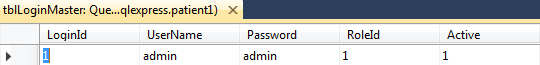 tblLoginMaster: Que...qlexpress.patient1)
LoginId UserName Password RoleId Active
1 admin admin 1 1